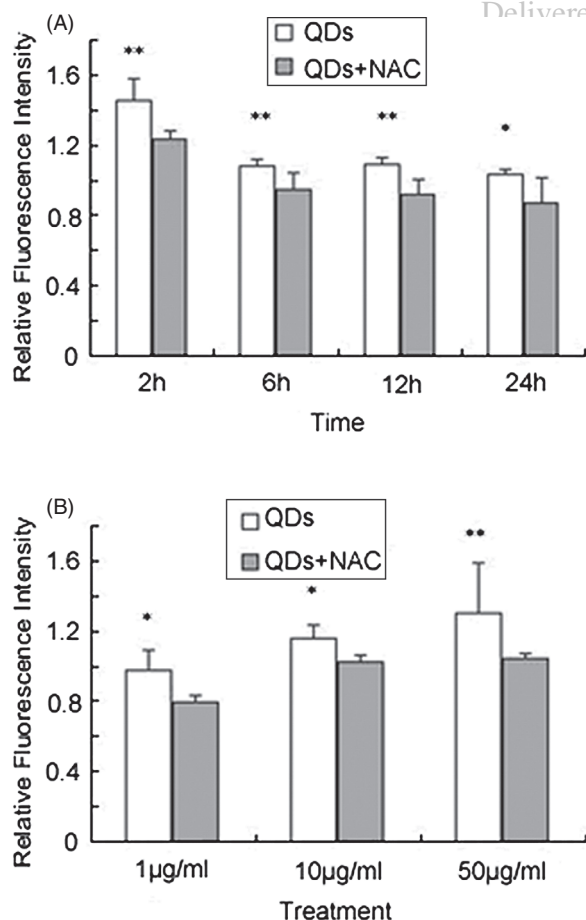 Delivere
(A)
QDs
QDs+NAC
**
**
**
*
1.6
1.2
0.8
0.4
0
Relative Fluorescence Intensity
2h 6h 12h 24h
Time
(B)
QDs
QDs+NAC
*
*
**
1.6
1.2
0.8
0.4
0
Relative Fluorescence Intensity
1µg/ml 10µg/ml 50µg/ml
Treatment